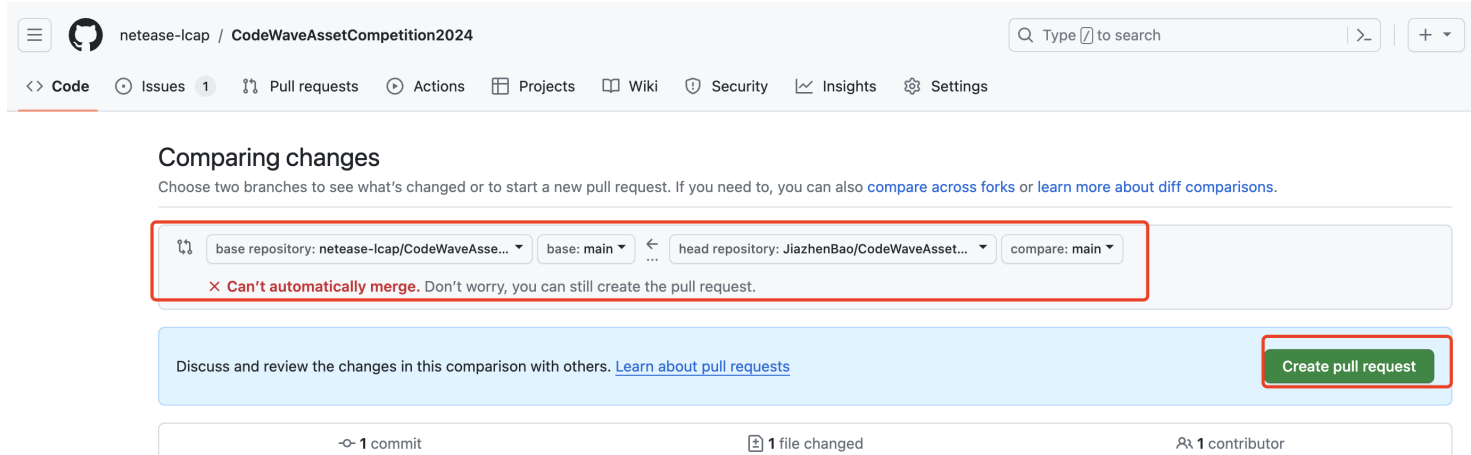 netease-lcap / CodeWaveAssetCompetition2024 Type / to search
Code Issues 1 Pull requests Actions Projects Wiki Security Insights Settings
Comparing changes
Choose two branches to see what's changed or to start a new pull request. If you need to, you can also compare across forks or learn more about diff comparisons.
base repository: netease-lcap/CodeWaveAsse... base: main ... head repository: JiazhenBao/CodeWaveAsset... compare: main
Can't automatically merge. Don't worry, you can still create the pull request.
Discuss and review the changes in this comparison with others. Learn about pull requests Create pull request
1 commit 1 file changed 1 contributor